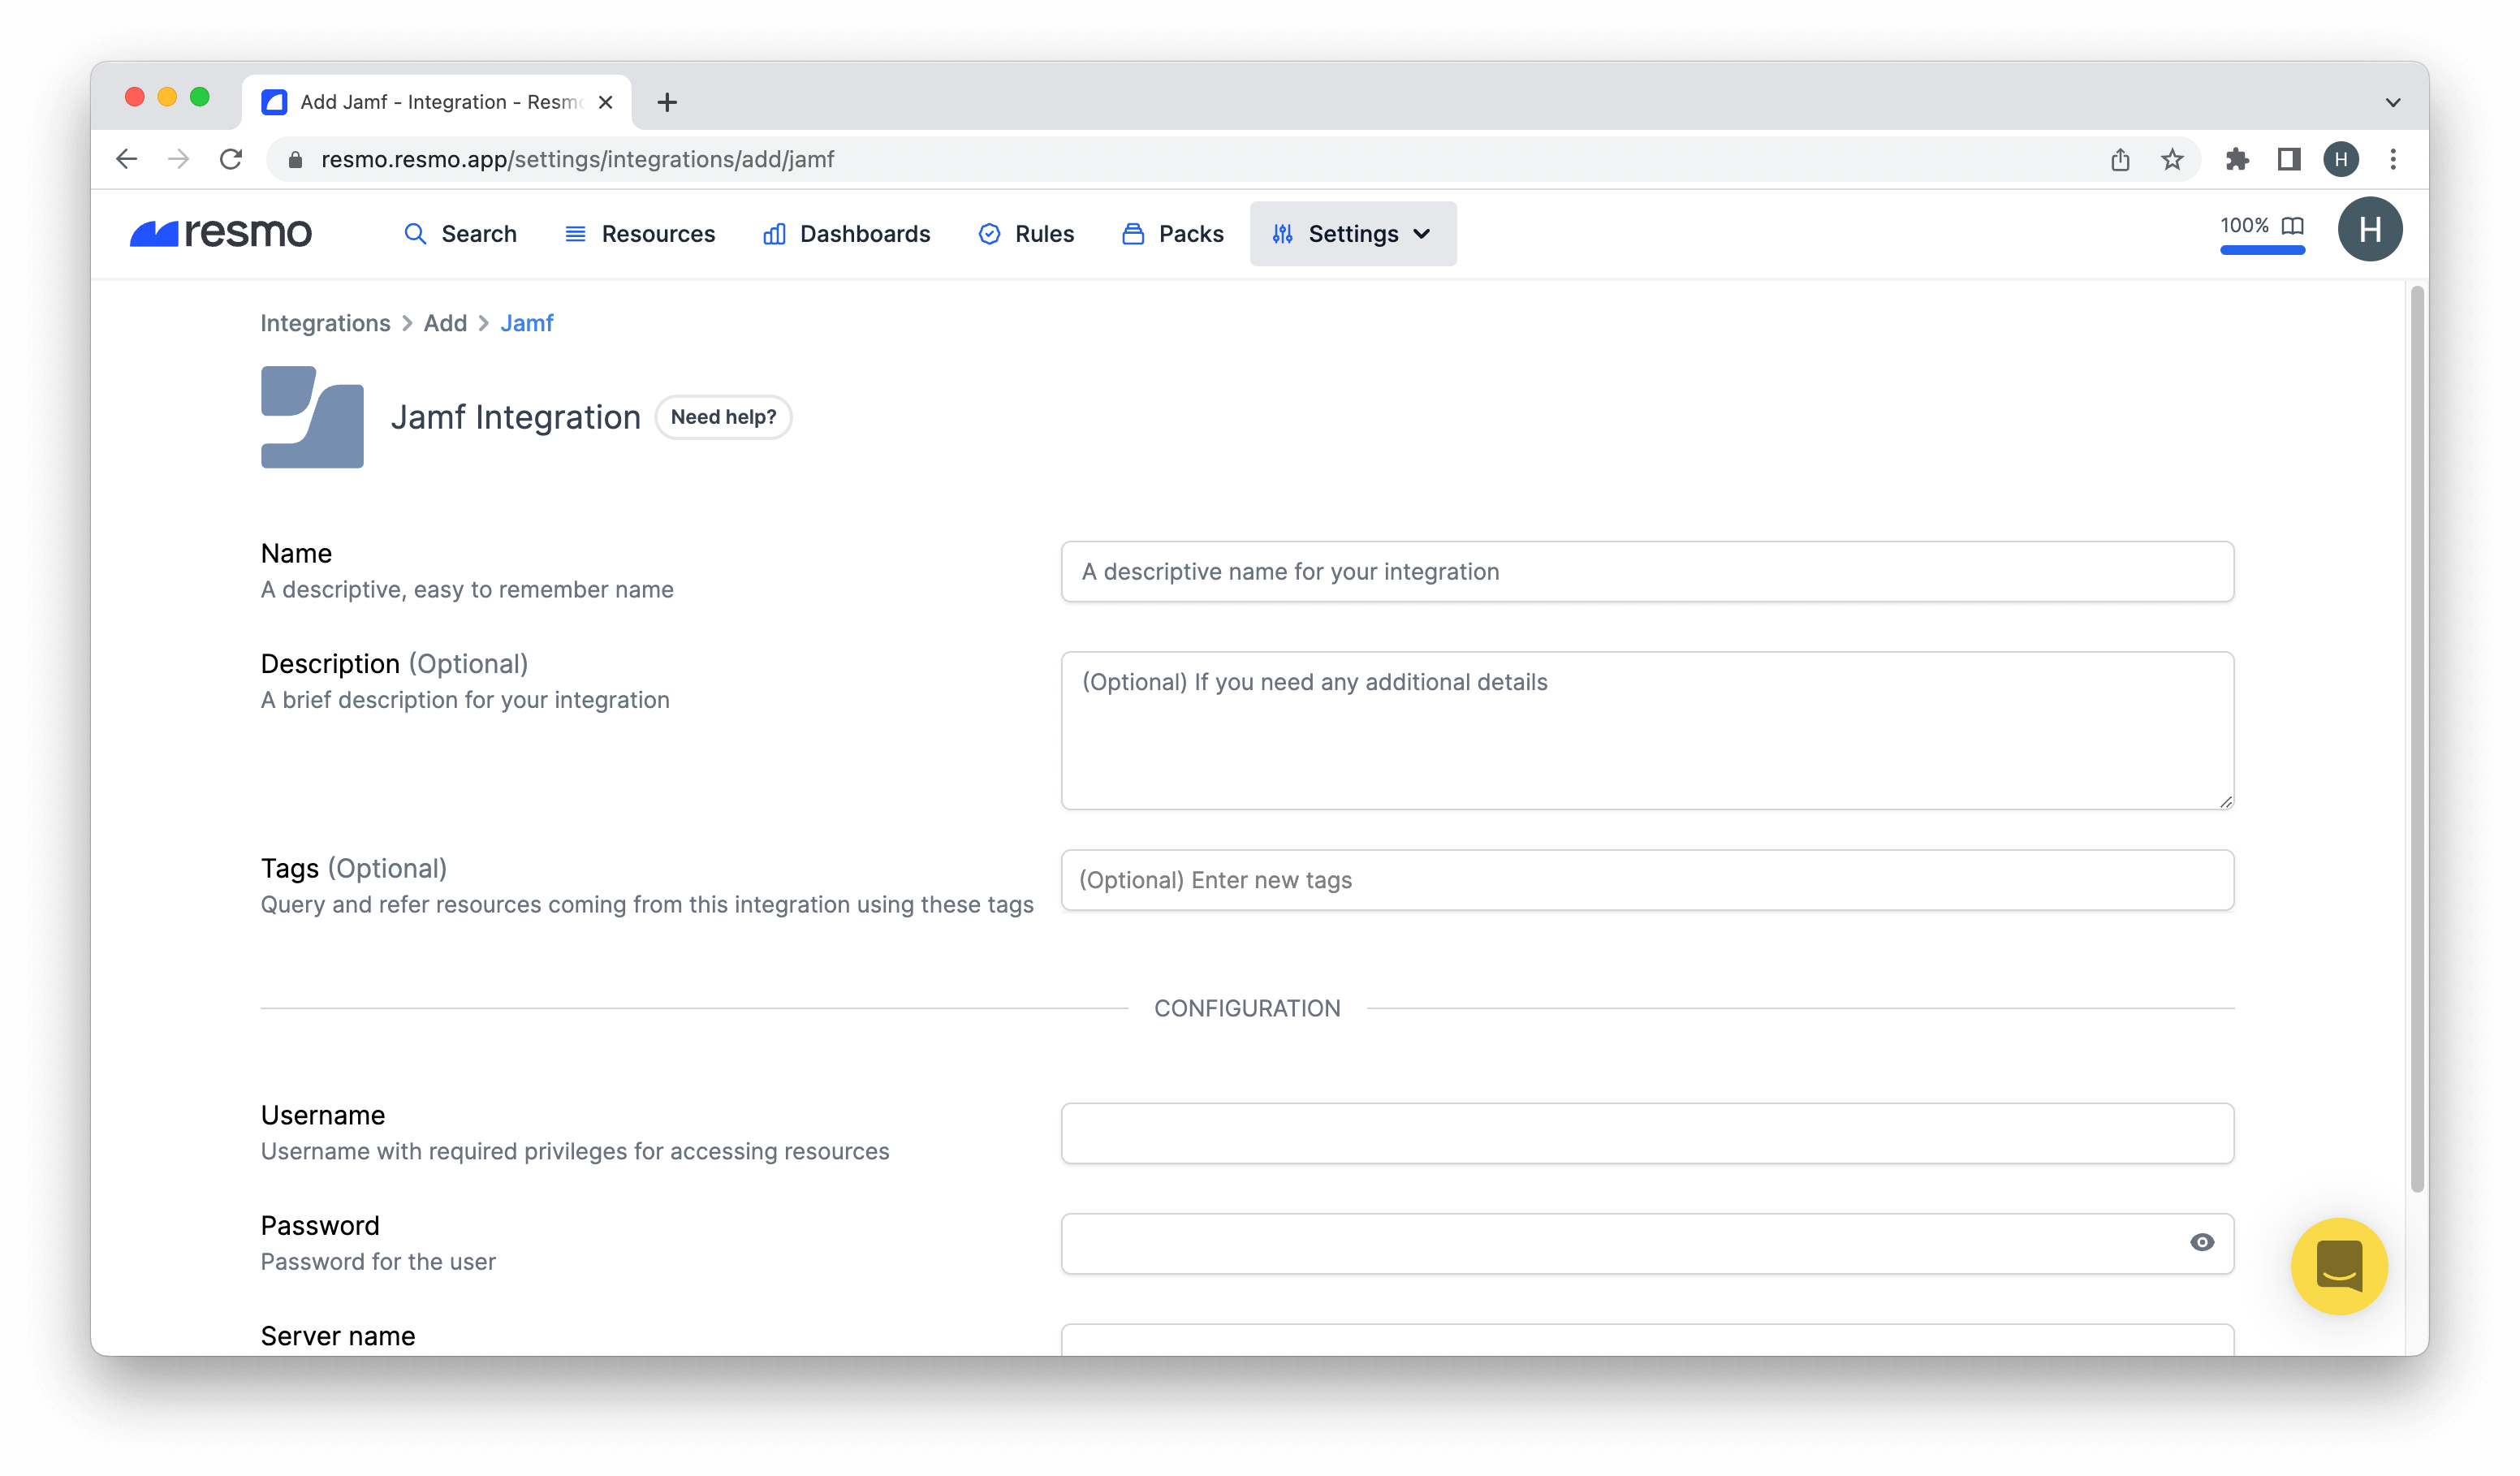 Add Jamf - Integration - Resmo
resmo.resmo.app/settings/integrations/add/jamf
H
resmo
Search
Resources
Dashboards
Rules
Packs
Settings
100%
H
Integrations > Add > Jamf
Jamf Integration
Need help?
Name
A descriptive, easy to remember name
A descriptive name for your integration
Description (Optional)
A brief description for your integration
(Optional) If you need any additional details
Tags (Optional)
Query and refer resources coming from this integration using these tags
(Optional) Enter new tags
CONFIGURATION
Username
Username with required privileges for accessing resources
Password
Password for the user
Server name